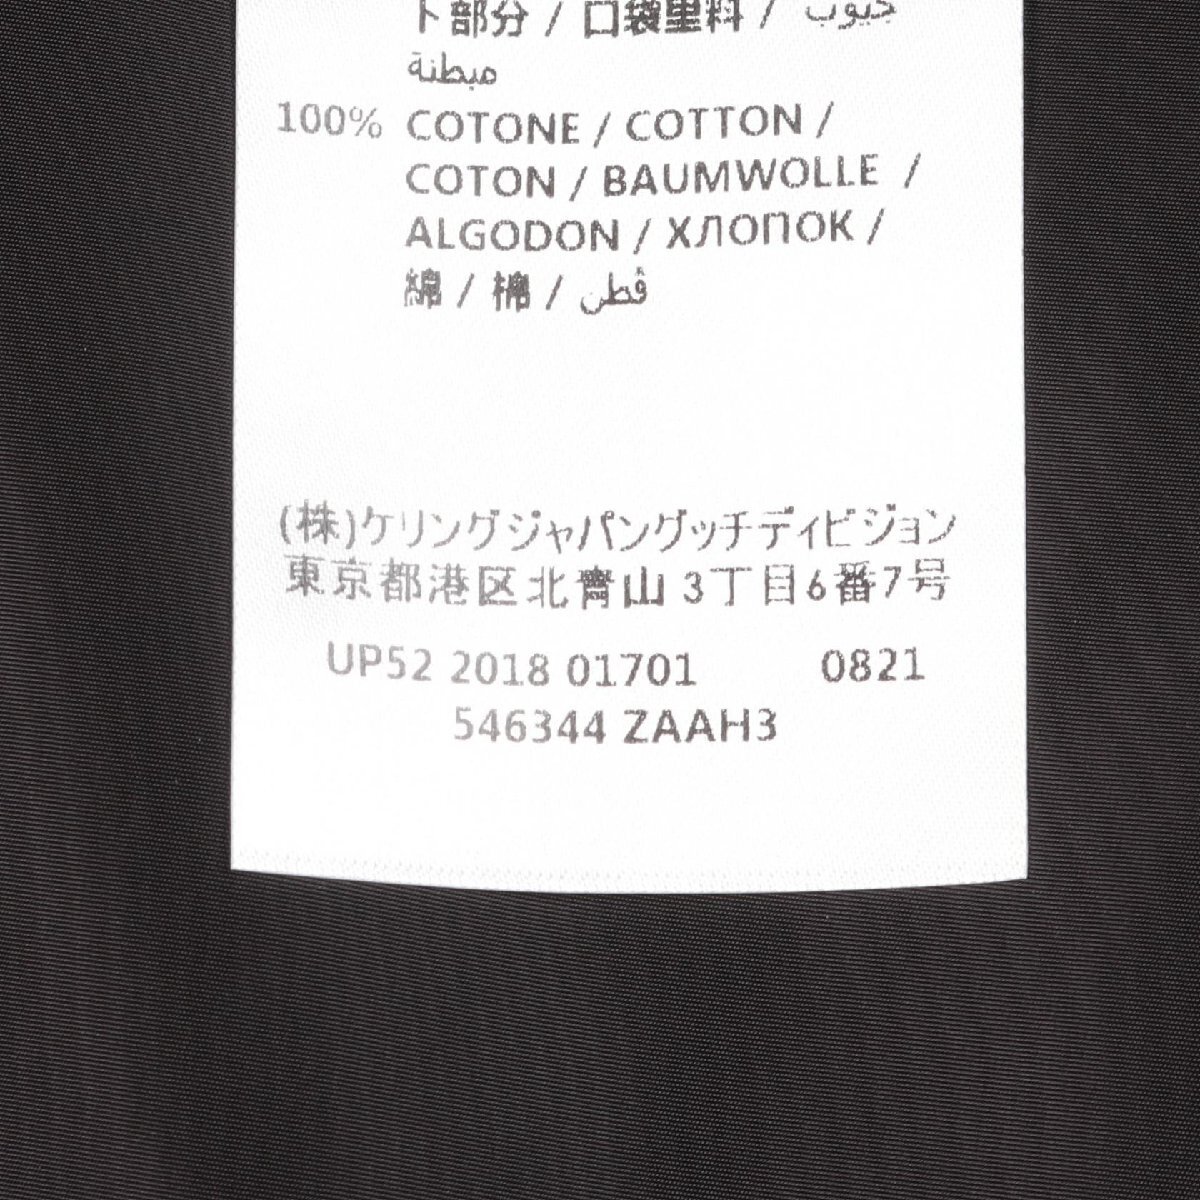 ト部分 / 口袋里料 / جيوب
مبطنة
100% COTONE / COTTON /
COTON / BAUMWOLLE /
ALGODON / ХЛОПОК /
綿 / 棉 / قطن
(株)ケリングジャパングッチディビジョン
東京都港区北青山3丁目6番7号
UP52 2018 01701 0821
546344 ZAAH3